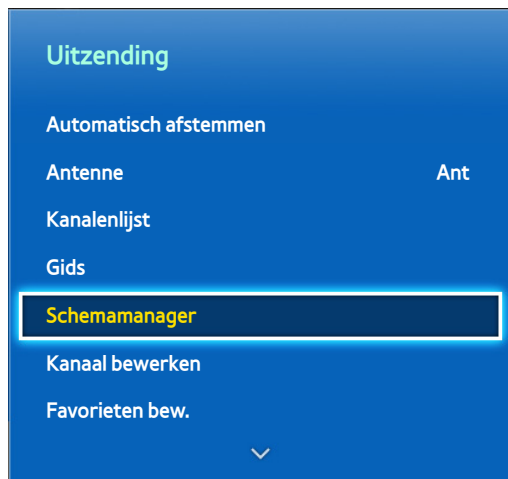 Uitzending
Automatisch afstemmen
Antenne Ant
Kanalenlijst
Gids
Schemamanager
Kanaal bewerken
Favorieten bew.